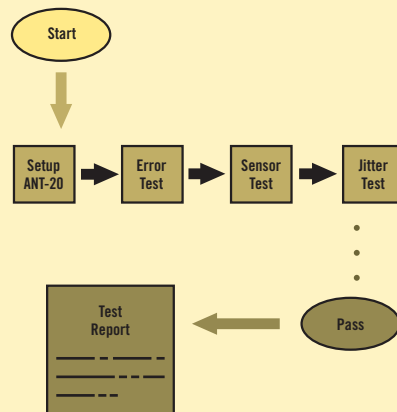 Start
Setup
ANT-20
Error
Test
Sensor
Test
Jitter
Test
Pass
Test
Report